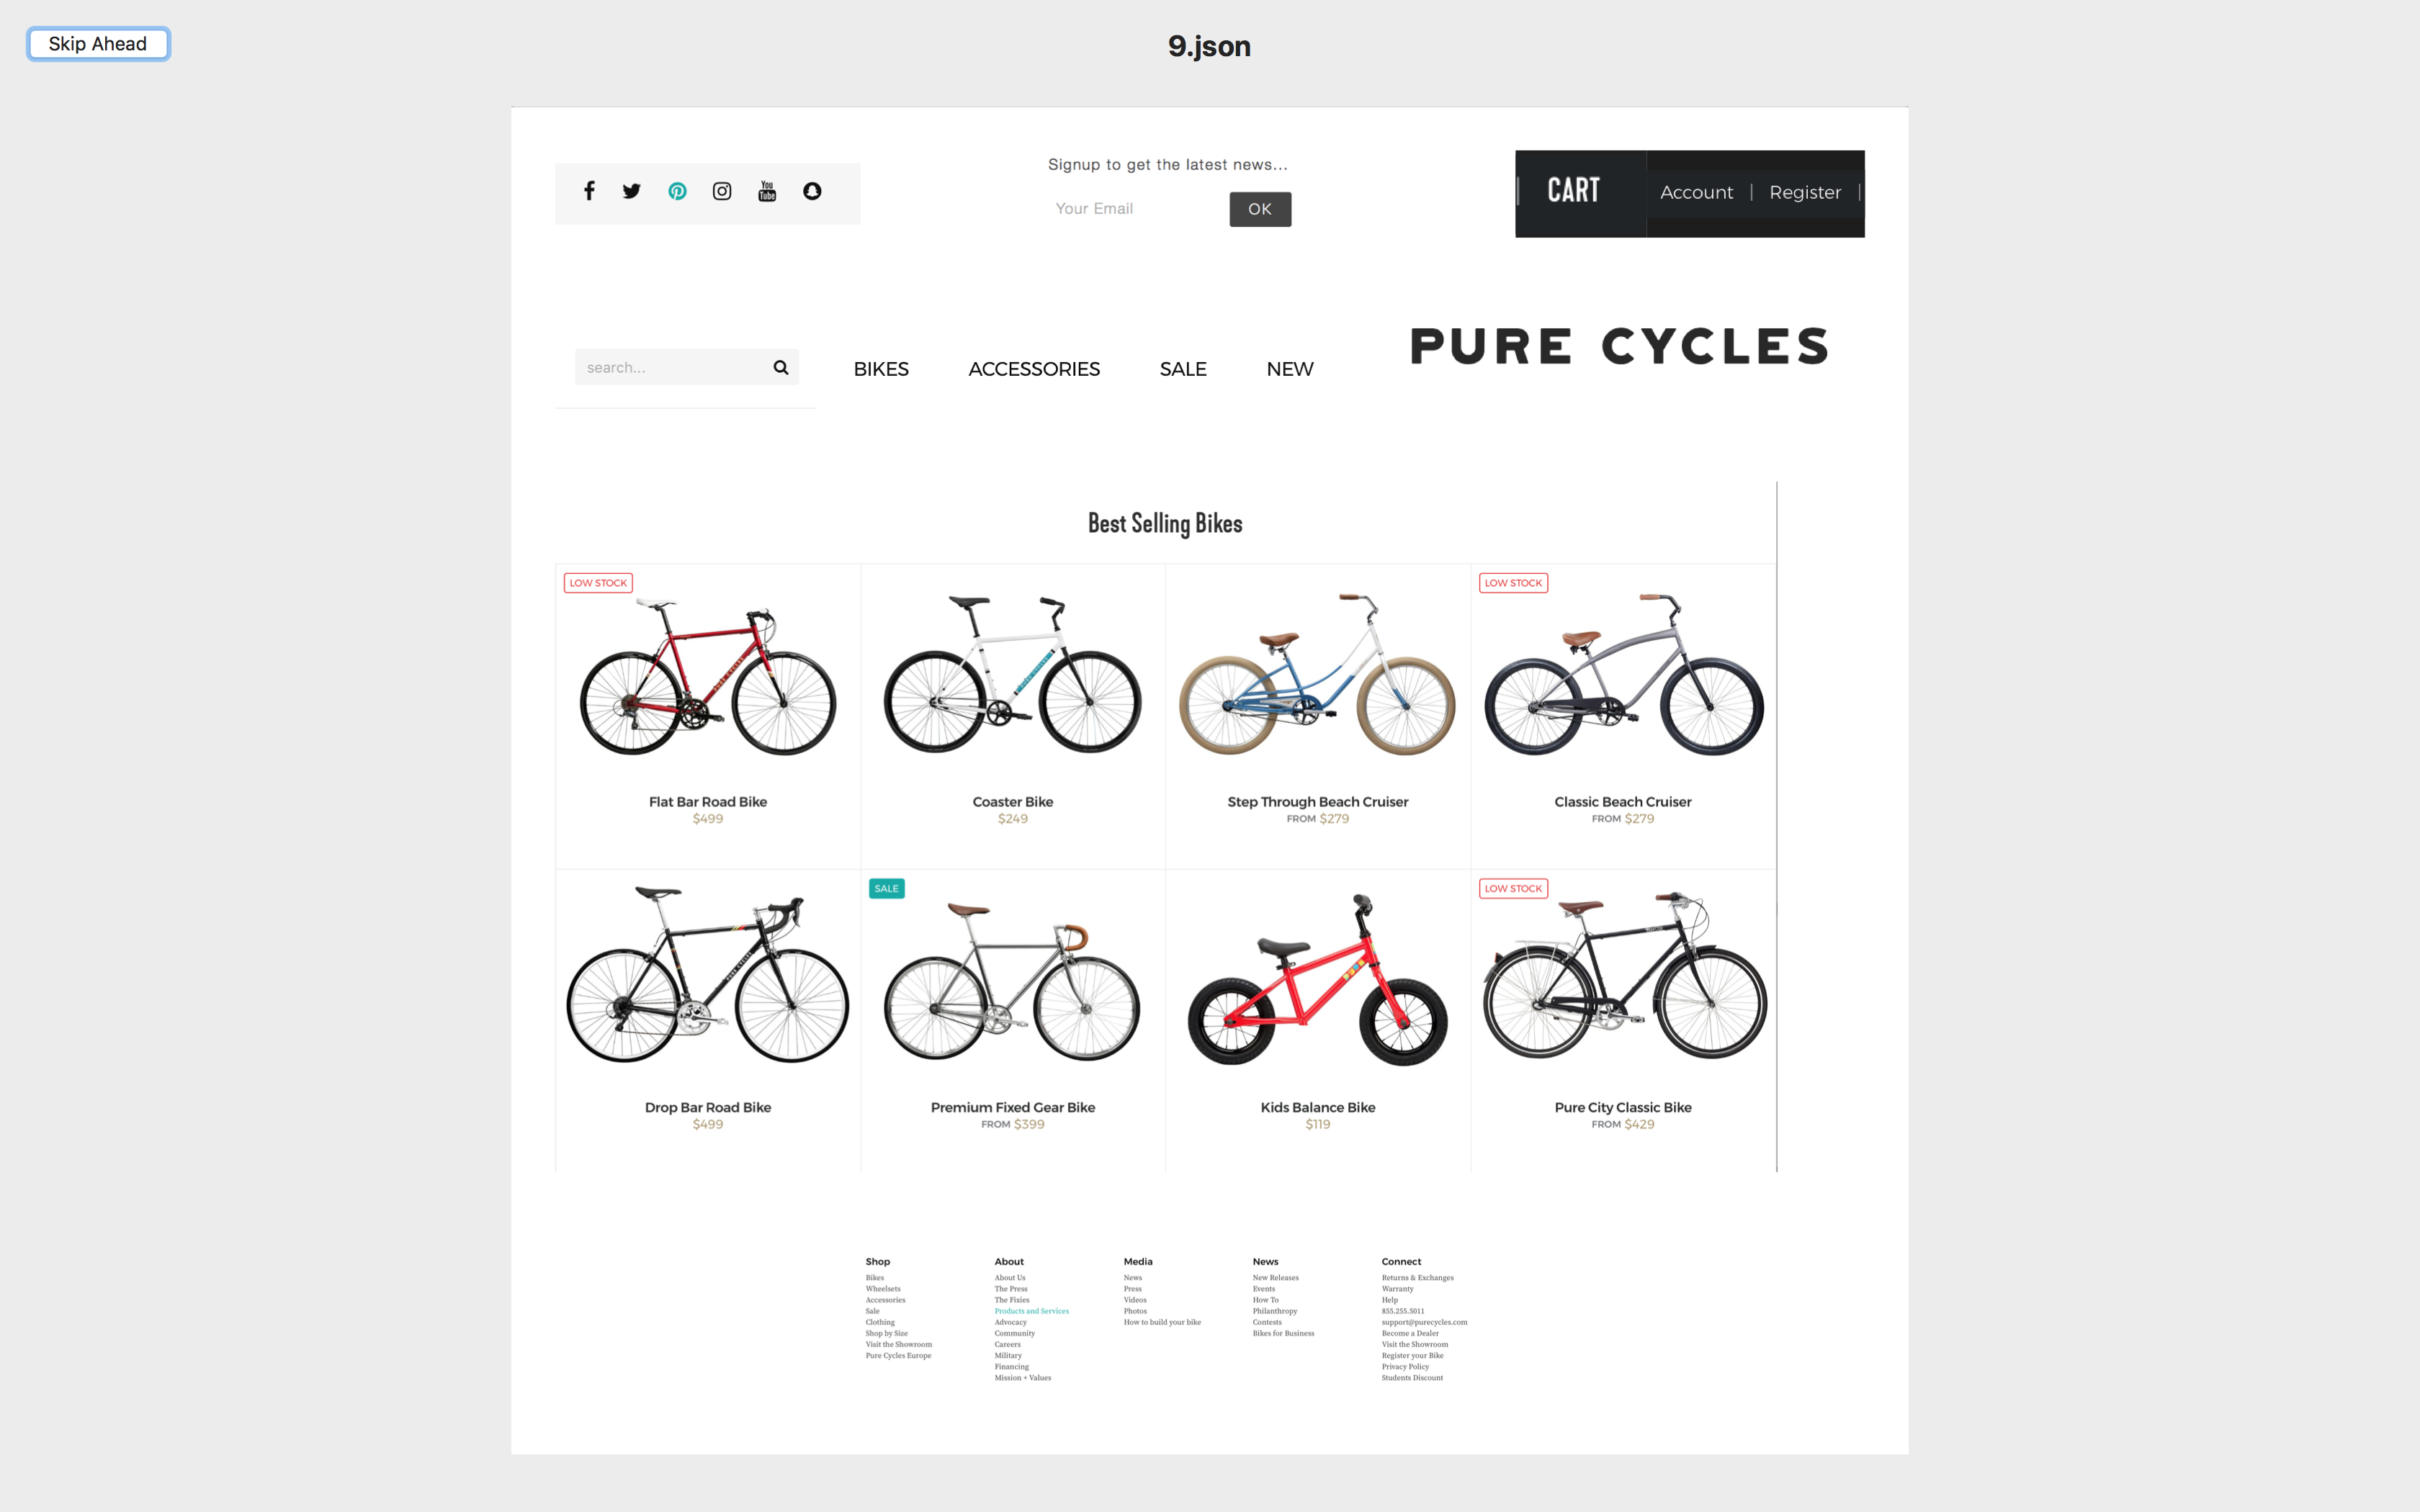 Skip Ahead
9.json
You Tube
Signup to get the latest news...
Your Email
OK
CART
Account | Register |
search...
BIKES
ACCESSORIES
SALE
NEW
PURE CYCLES
Best Selling Bikes
LOW STOCK
Flat Bar Road Bike
$499
Coaster Bike
$249
Step Through Beach Cruiser
FROM $279
LOW STOCK
Classic Beach Cruiser
FROM $279
Drop Bar Road Bike
$499
SALE
Premium Fixed Gear Bike
FROM $399
Kids Balance Bike
$119
LOW STOCK
Pure City Classic Bike
FROM $429
Shop
Bikes
Wheelsets
Accessories
Sale
Clothing
Shop by Size
Visit the Showroom
Pure Cycles Europe
About
About Us
The Press
The Fixies
Products and Services
Advocacy
Community
Careers
Military
Financing
Mission + Values
Media
News
Press
Videos
Photos
How to build your bike
News
New Releases
Events
How To
Philanthropy
Contests
Bikes for Business
Connect
Returns & Exchanges
Warranty
Help
855.255.5011
support@purecycles.com
Become a Dealer
Visit the Showroom
Register your Bike
Privacy Policy
Students Discount